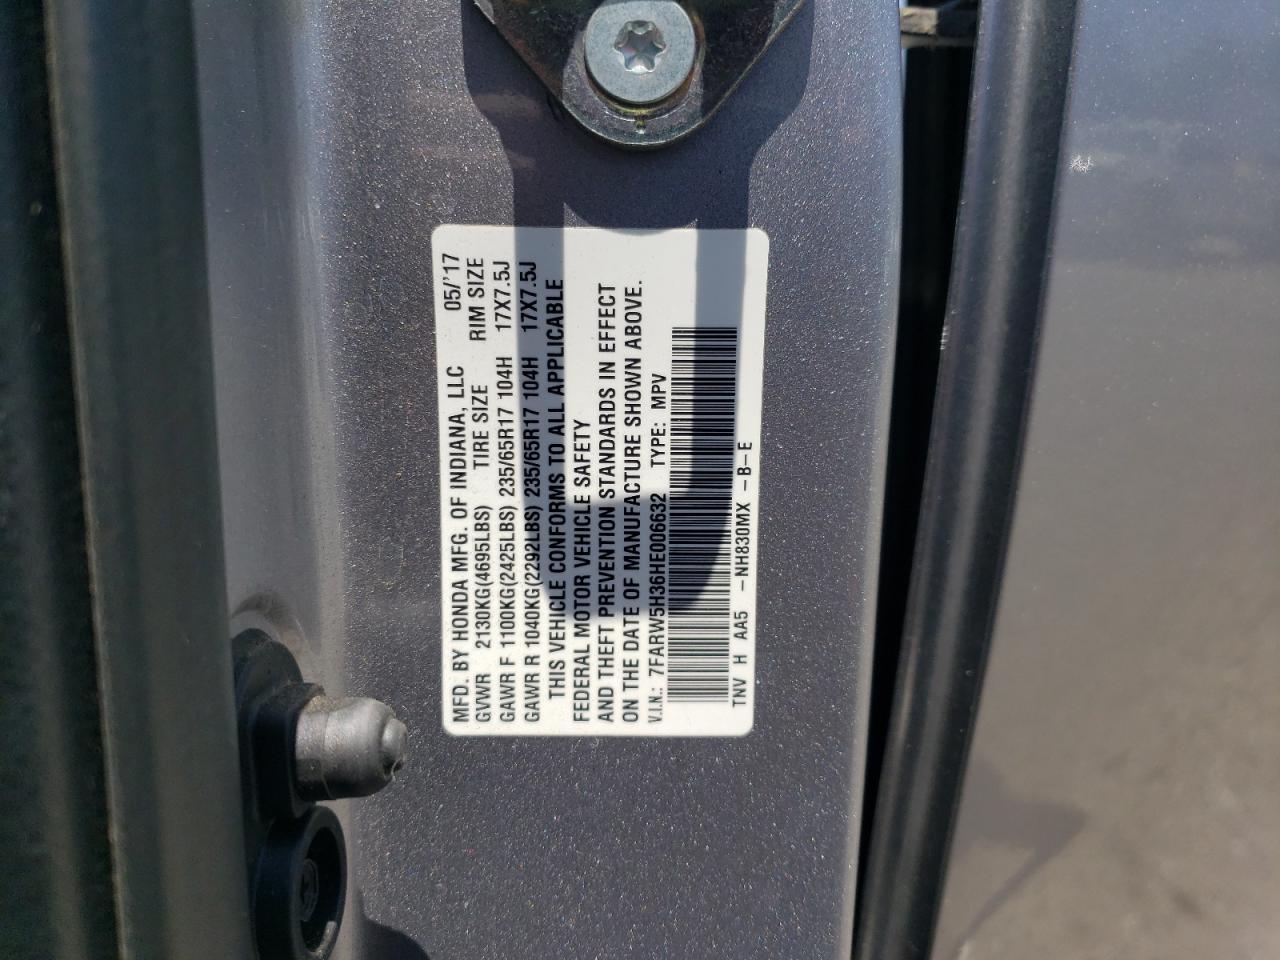 MFD. BY HONDA MFG. OF INDIANA, LLC 05/'17
GVWR 2130KG(4695LBS) TIRE SIZE RIM SIZE
GAWR F 1100KG(2425LBS) 235/65R17 104H 17X7.5J
GAWR R 1040KG(2292LBS) 235/65R17 104H 17X7.5J
THIS VEHICLE CONFORMS TO ALL APPLICABLE
FEDERAL MOTOR VEHICLE SAFETY
AND THEFT PREVENTION STANDARDS IN EFFECT
ON THE DATE OF MANUFACTURE SHOWN ABOVE.
V.I.N.: 7FARW5H36HE006632 TYPE: MPV
TNV H AA5 -NH830MX -B-E